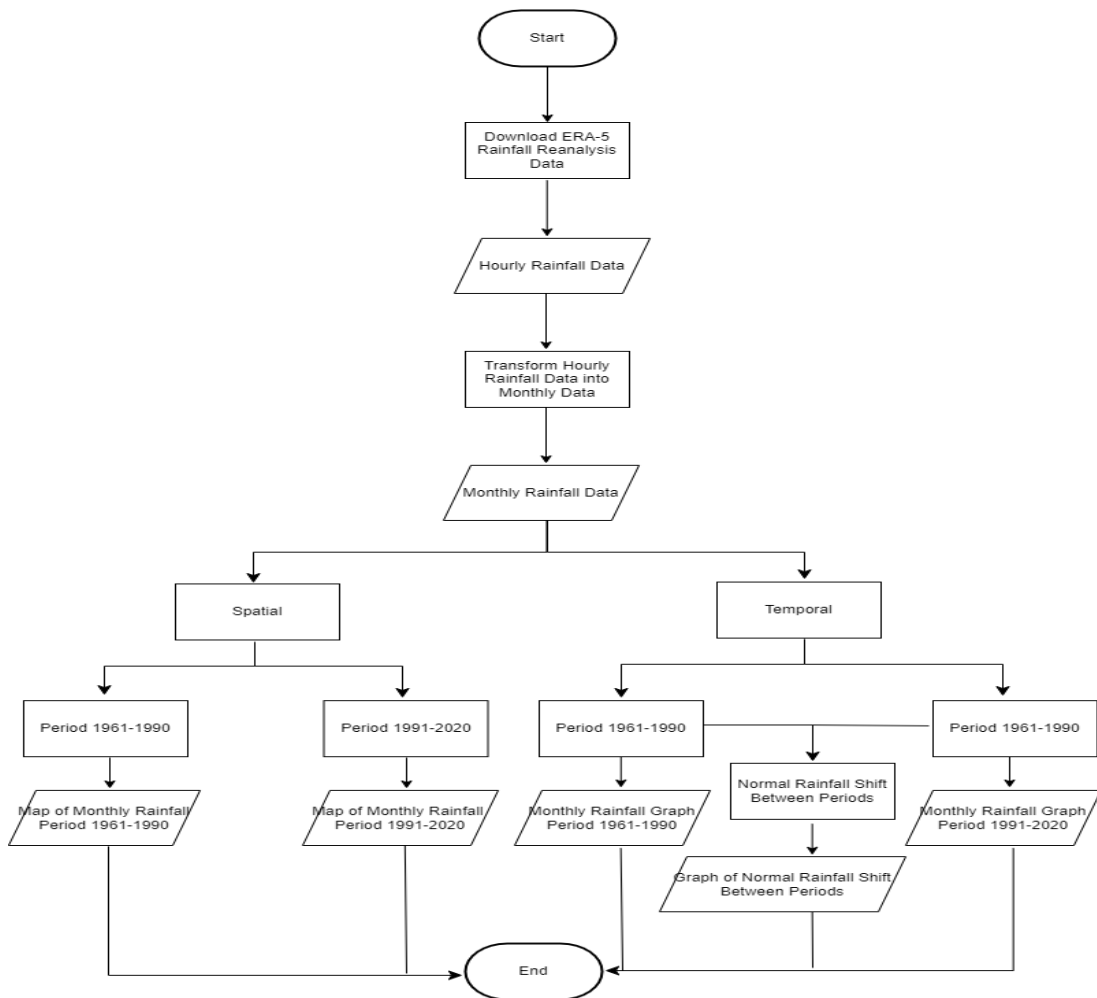 Start
Download ERA-5
Rainfall Reanalysis
Data
Hourly Rainfall Data
Transform Hourly
Rainfall Data into
Monthly Data
Monthly Rainfall Data
Spatial
Temporal
Period 1961-1990
Period 1991-2020
Period 1961-1990
Period 1961-1990
Normal Rainfall Shift
Between Periods
Map of Monthly Rainfall
Period 1961-1990
Map of Monthly Rainfall
Period 1991-2020
Monthly Rainfall Graph
Period 1961-1990
Monthly Rainfall Graph
Period 1991-2020
Graph of Normal Rainfall Shift
Between Periods
End